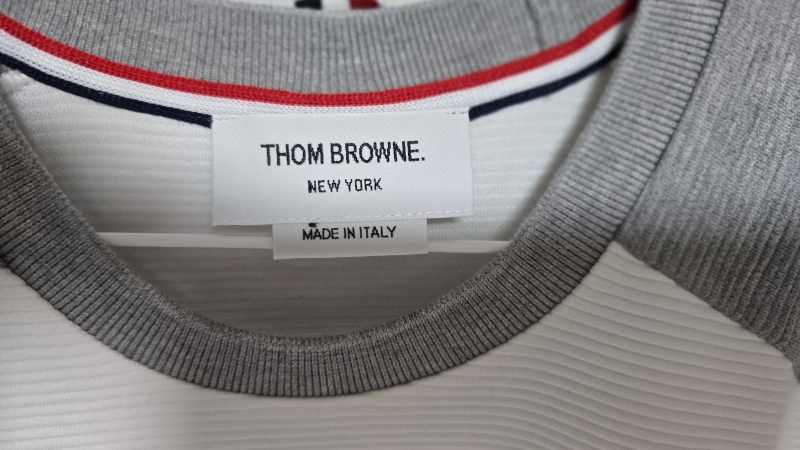 THOM BROWNE.
NEW YORK
MADE IN ITALY